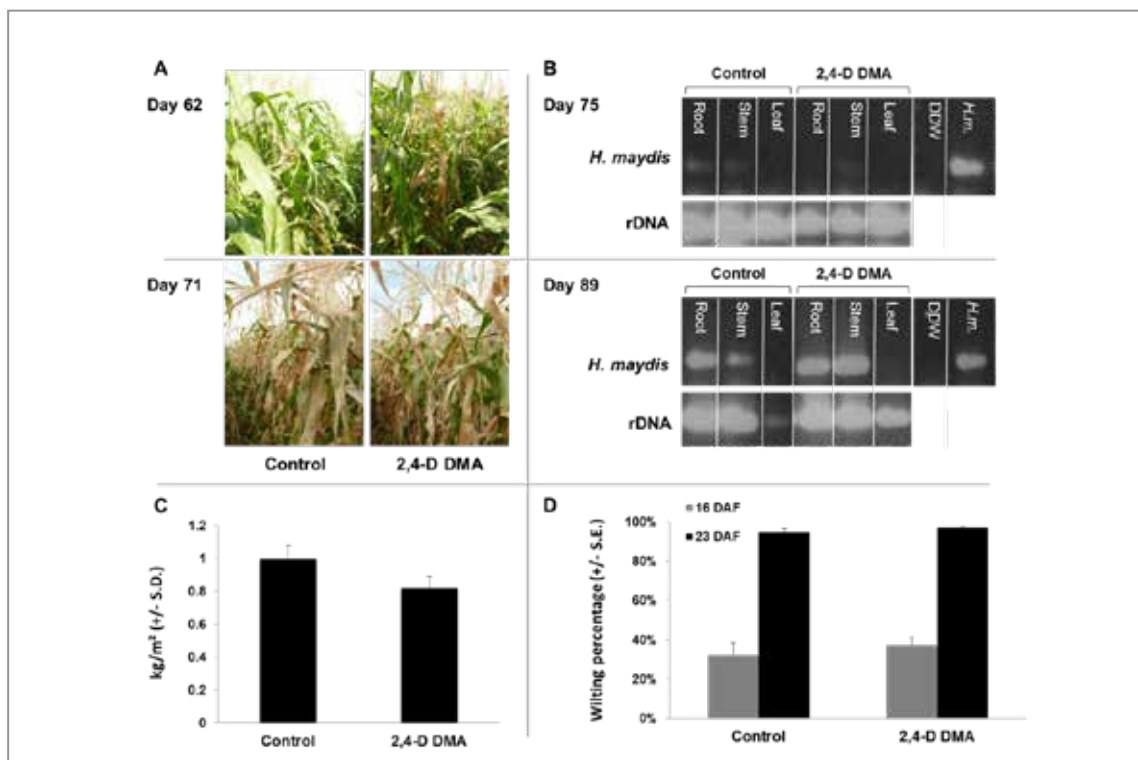 A
Day 62
Day 71
Control 2,4-D DMA
B
Control 2,4-D DMA
Day 75
Root Stem Leaf Root Stem Leaf DDW H.m.
H. maydis
rDNA
Control 2,4-D DMA
Day 89
Root Stem Leaf Root Stem Leaf DDW H.m.
H. maydis
rDNA
C
kg/m² (+/- S.D.)
1.2
1
0.8
0.6
0.4
0.2
0
Control 2,4-D DMA
D
16 DAF
23 DAF
Wilting percentage (+/- S.E.)
100%
80%
60%
40%
20%
0%
Control 2,4-D DMA